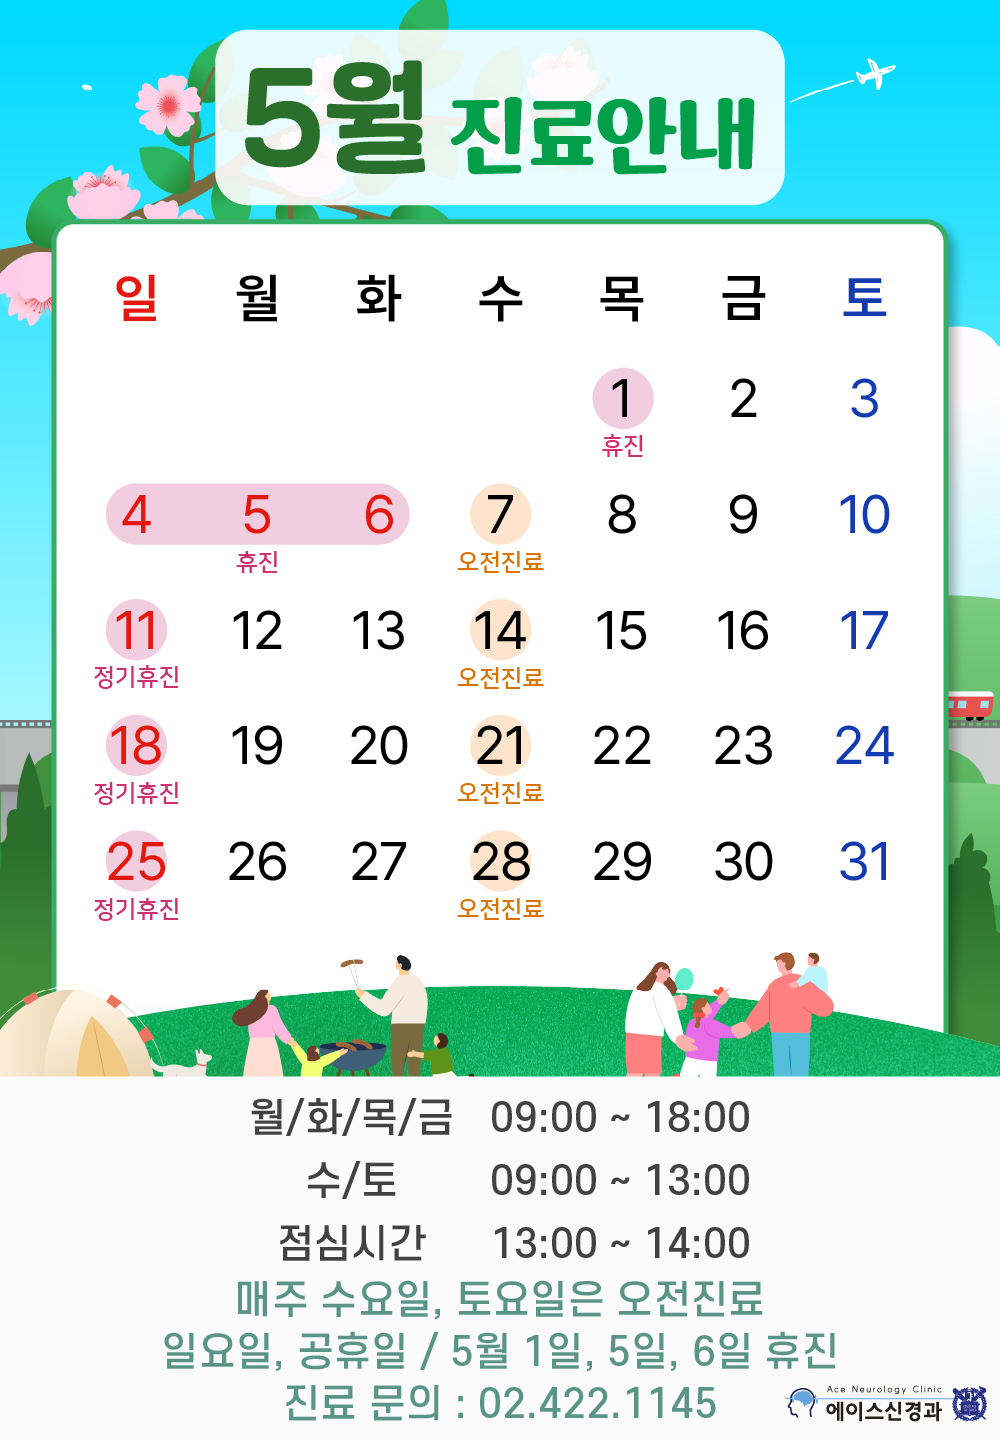 5월 진료안내
일 월 화 수 목 금 토
1 2 3
휴진
4 5 6 7 8 9 10
휴진 오전진료
11 12 13 14 15 16 17
정기휴진 오전진료
18 19 20 21 22 23 24
정기휴진 오전진료
25 26 27 28 29 30 31
정기휴진 오전진료
월/화/목/금 09:00 ~ 18:00
수/토 09:00 ~ 13:00
점심시간 13:00 ~ 14:00
매주 수요일, 토요일은 오전진료
일요일, 공휴일 / 5월 1일, 5일, 6일 휴진
진료 문의 : 02.422.1145
Ace Neurology Clinic
에이스신경과